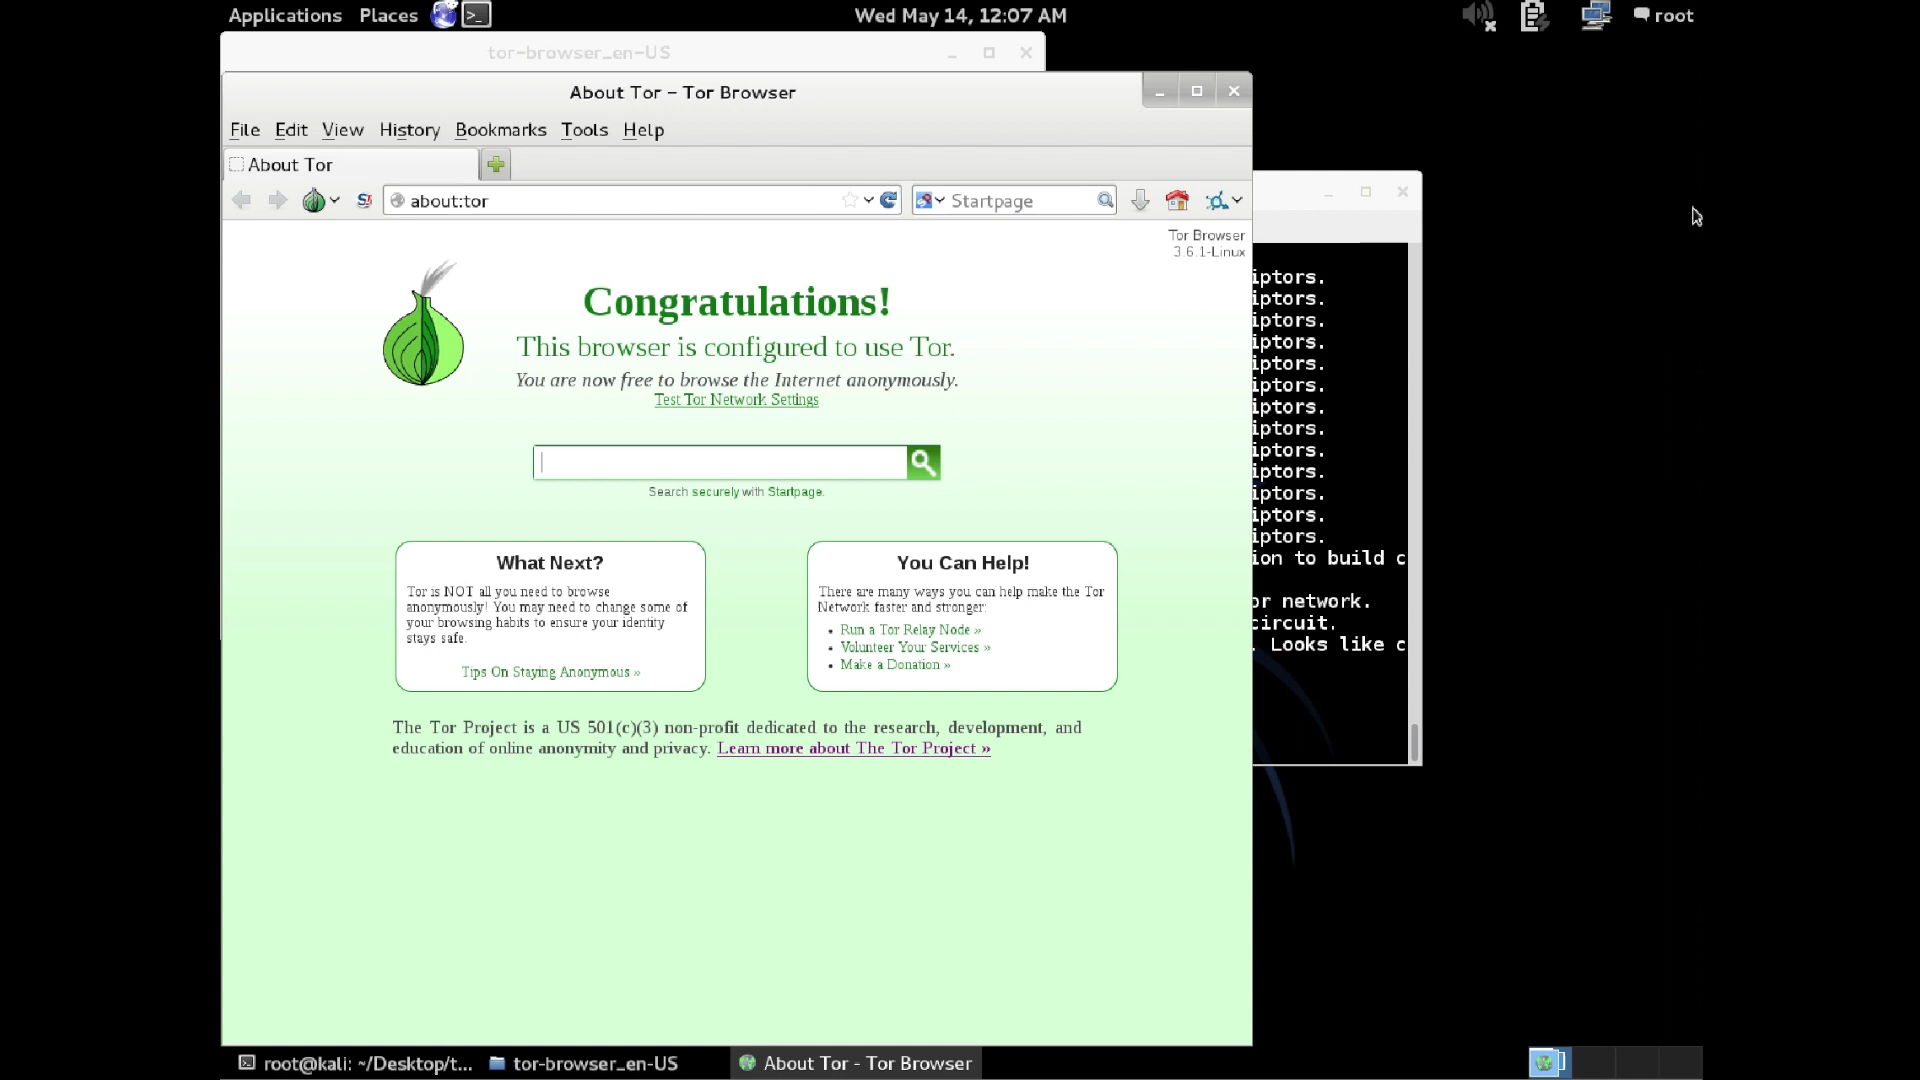 Applications Places
Wed May 14, 12:07 AM
root
tor-browser_en-US
About Tor – Tor Browser
File Edit View History Bookmarks Tools Help
About Tor
about:tor
Startpage
Tor Browser
3.6.1-Linux
Congratulations!
This browser is configured to use Tor.
You are now free to browse the Internet anonymously.
Test Tor Network Settings
Search securely with Startpage.
What Next?
Tor is NOT all you need to browse
anonymously! You may need to change some of
your browsing habits to ensure your identity
stays safe.
Tips On Staying Anonymous »
You Can Help!
There are many ways you can help make the Tor
Network faster and stronger:
• Run a Tor Relay Node »
• Volunteer Your Services »
• Make a Donation »
The Tor Project is a US 501(c)(3) non-profit dedicated to the research, development, and
education of online anonymity and privacy. Learn more about The Tor Project »
iptors.
iptors.
iptors.
iptors.
iptors.
iptors.
iptors.
iptors.
iptors.
iptors.
iptors.
iptors.
iptors.
ion to build c
or network.
circuit.
. Looks like c
root@kali: ~/Desktop/t...
tor-browser_en-US
About Tor - Tor Browser